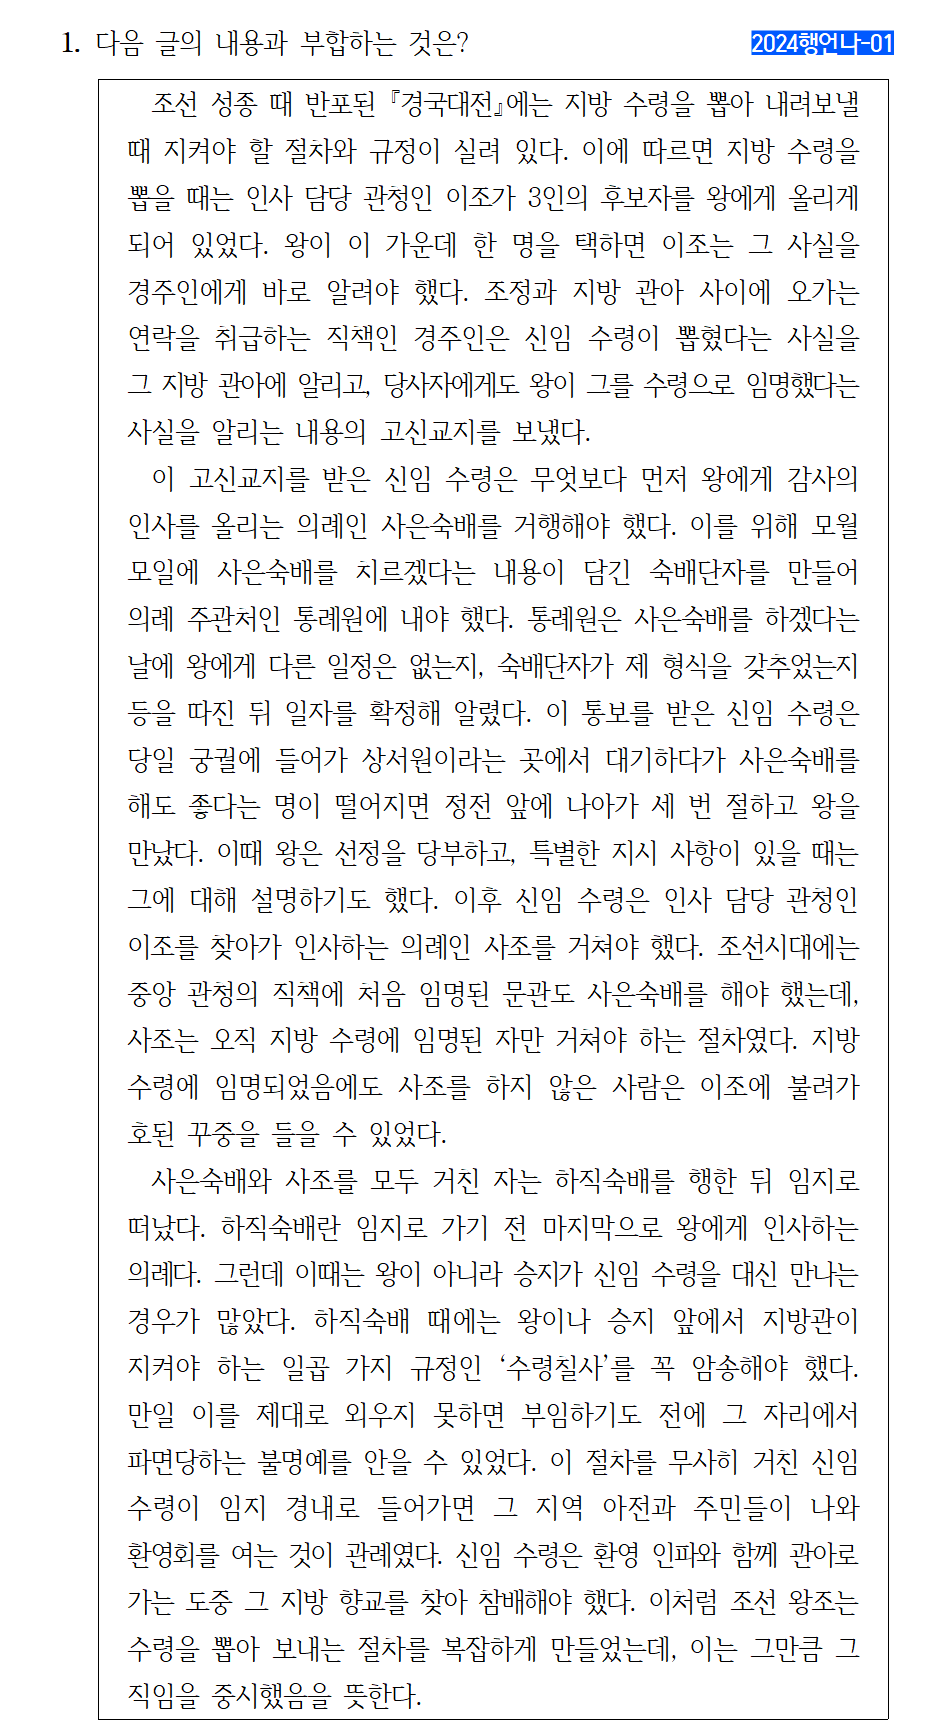 1. 다음 글의 내용과 부합하는 것은?
2024행언나-01
조선 성종 때 반포된 『경국대전』에는 지방 수령을 뽑아 내려보낼
때 지켜야 할 절차와 규정이 실려 있다. 이에 따르면 지방 수령을
뽑을 때는 인사 담당 관청인 이조가 3인의 후보자를 왕에게 올리게
되어 있었다. 왕이 이 가운데 한 명을 택하면 이조는 그 사실을
경주인에게 바로 알려야 했다. 조정과 지방 관아 사이에 오가는
연락을 취급하는 직책인 경주인은 신임 수령이 뽑혔다는 사실을
그 지방 관아에 알리고, 당사자에게도 왕이 그를 수령으로 임명했다는
사실을 알리는 내용의 고신교지를 보냈다.
이 고신교지를 받은 신임 수령은 무엇보다 먼저 왕에게 감사의
인사를 올리는 의례인 사은숙배를 거행해야 했다. 이를 위해 모월
모일에 사은숙배를 치르겠다는 내용이 담긴 숙배단자를 만들어
의례 주관처인 통례원에 내야 했다. 통례원은 사은숙배를 하겠다는
날에 왕에게 다른 일정은 없는지, 숙배단자가 제 형식을 갖추었는지
등을 따진 뒤 일자를 확정해 알렸다. 이 통보를 받은 신임 수령은
당일 궁궐에 들어가 상서원이라는 곳에서 대기하다가 사은숙배를
해도 좋다는 명이 떨어지면 정전 앞에 나아가 세 번 절하고 왕을
만났다. 이때 왕은 선정을 당부하고, 특별한 지시 사항이 있을 때는
그에 대해 설명하기도 했다. 이후 신임 수령은 인사 담당 관청인
이조를 찾아가 인사하는 의례인 사조를 거쳐야 했다. 조선시대에는
중앙 관청의 직책에 처음 임명된 문관도 사은숙배를 해야 했는데,
사조는 오직 지방 수령에 임명된 자만 거쳐야 하는 절차였다. 지방
수령에 임명되었음에도 사조를 하지 않은 사람은 이조에 불려가
호된 꾸중을 들을 수 있었다.
사은숙배와 사조를 모두 거친 자는 하직숙배를 행한 뒤 임지로
떠났다. 하직숙배란 임지로 가기 전 마지막으로 왕에게 인사하는
의례다. 그런데 이때는 왕이 아니라 승지가 신임 수령을 대신 만나는
경우가 많았다. 하직숙배 때에는 왕이나 승지 앞에서 지방관이
지켜야 하는 일곱 가지 규정인 ‘수령칠사’를 꼭 암송해야 했다.
만일 이를 제대로 외우지 못하면 부임하기도 전에 그 자리에서
파면당하는 불명예를 안을 수 있었다. 이 절차를 무사히 거친 신임
수령이 임지 경내로 들어가면 그 지역 아전과 주민들이 나와
환영회를 여는 것이 관례였다. 신임 수령은 환영 인파와 함께 관아로
가는 도중 그 지방 향교를 찾아 참배해야 했다. 이처럼 조선 왕조는
수령을 뽑아 보내는 절차를 복잡하게 만들었는데, 이는 그만큼 그
직임을 중시했음을 뜻한다.